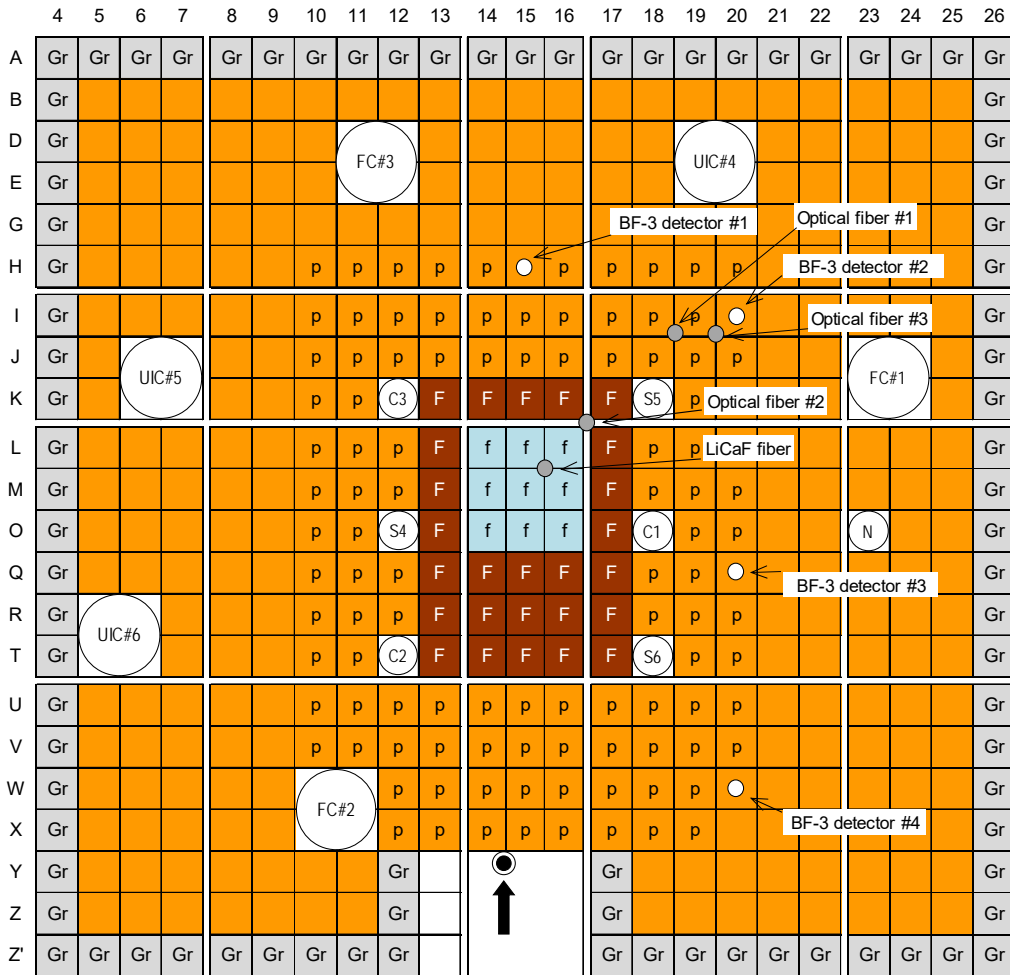 4 5 6 7 8 9 10 11 12 13 14 15 16 17 18 19 20 21 22 23 24 25 26
A Gr Gr Gr Gr Gr Gr Gr Gr Gr Gr Gr Gr Gr Gr Gr Gr Gr Gr Gr Gr Gr Gr Gr
B Gr Gr
D Gr Gr
FC#3 UIC#4
E Gr Gr
G Gr Gr
BF-3 detector #1
Optical fiber #1
H Gr p p p p p p p p p p Gr
BF-3 detector #2
I Gr p p p p p p p p p p Gr
Optical fiber #3
J Gr p p p p p p p p p p p Gr
UIC#5 FC#1
K Gr p p C3 F F F F F S5 p Gr
Optical fiber #2
L Gr p p p F f f f F p p Gr
LiCaF fiber
M Gr p p p F f f f F p p p Gr
O Gr p p S4 F f f f F C1 p p N Gr
Q Gr p p p F F F F F p p Gr
BF-3 detector #3
R Gr p p p F F F F F p p p Gr
UIC#6
T Gr p p C2 F F F F F S6 p p Gr
U Gr p p p p p p p p p p p Gr
V Gr p p p p p p p p p p p Gr
W Gr p p p p p p p p Gr
FC#2
BF-3 detector #4
X Gr p p p p p p p p Gr
Y Gr Gr Gr Gr
Z Gr Gr Gr Gr
Z' Gr Gr Gr Gr Gr Gr Gr Gr Gr Gr Gr Gr Gr Gr Gr Gr Gr Gr Gr